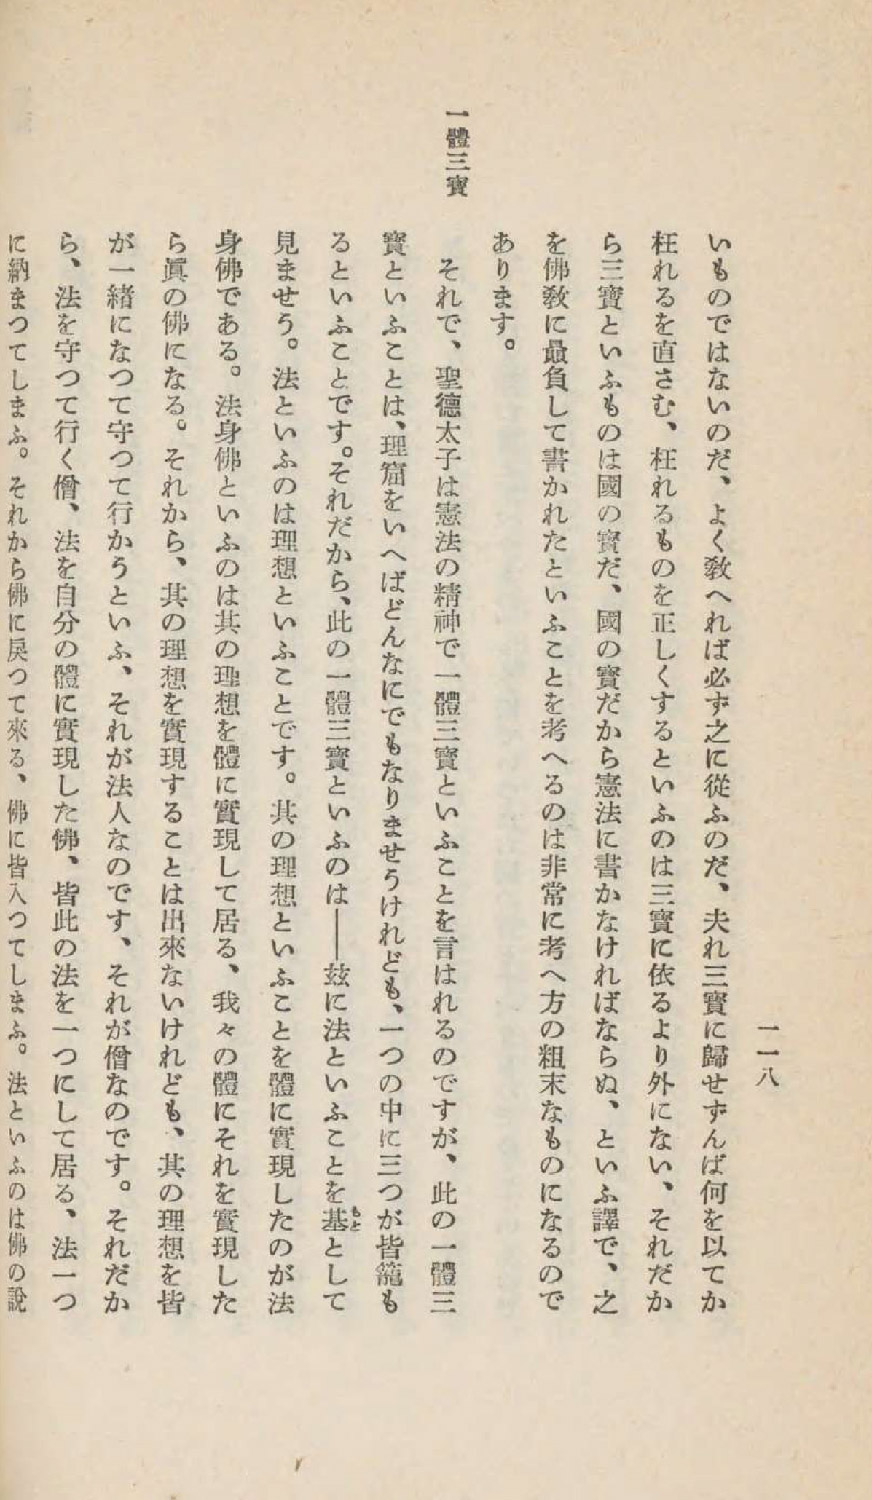 一一八
いものではないのだ、よく敎へれば必ず之に從ふのだ、夫れ三寶に歸せずんば何を以てか
枉れるを直さむ、枉れるものを正しくするといふのは三寶に依るより外にない、それだか
ら三寶といふものは國の寳だ、國の寳だから憲法に書かなければならぬ、といふ譯で、之
を佛敎に最負して書かれたといふことを考へるのは非常に考へ方の粗末なものになるので
あります。
一體三寳
それで、聖德太子は憲法の精神で一體三寳といふことを言はれるのですが、此の一體三
寳といふことは、理窟をいへばどんなにでもなりませうけれども、一つの中に三つが皆籠も
るといふことです。それだから、此の一體三寳といふのは――玆に法といふことを基もととして
見ませう。法といふのは理想といふことです。其の理想といふことを體に實現したのが法
身佛である。法身佛といふのは其の理想を體に實現して居る、我々の體にそれを實現した
ら眞の佛になる。それから、其の理想を實現することは出來ないけれども、其の理想を皆
が一緖になつて守つて行かうといふ、それが法人なのです、それが僧なのです。それだか
ら、法を守つて行く僧、法を自分の體に實現した佛、皆此の法を一つにして居る、法一つ
に納まつてしまふ。それから佛に戾つて來る、佛に皆入つてしまふ。法といふのは佛の說